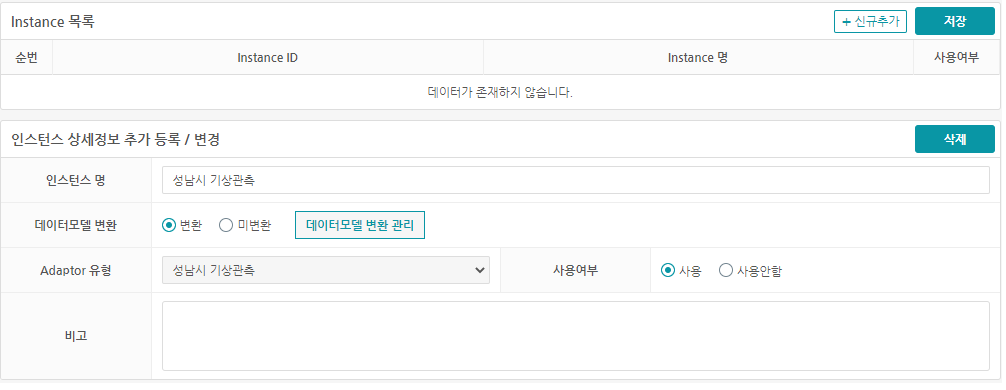 Instance 목록
+ 신규추가
저장
순번 Instance ID Instance 명 사용여부
데이터가 존재하지 않습니다.
인스턴스 상세정보 추가 등록 / 변경
삭제
인스턴스 명 성남시 기상관측
데이터모델 변환 변환 미변환 데이터모델 변환 관리
Adaptor 유형 성남시 기상관측 사용여부 사용 사용안함
비고